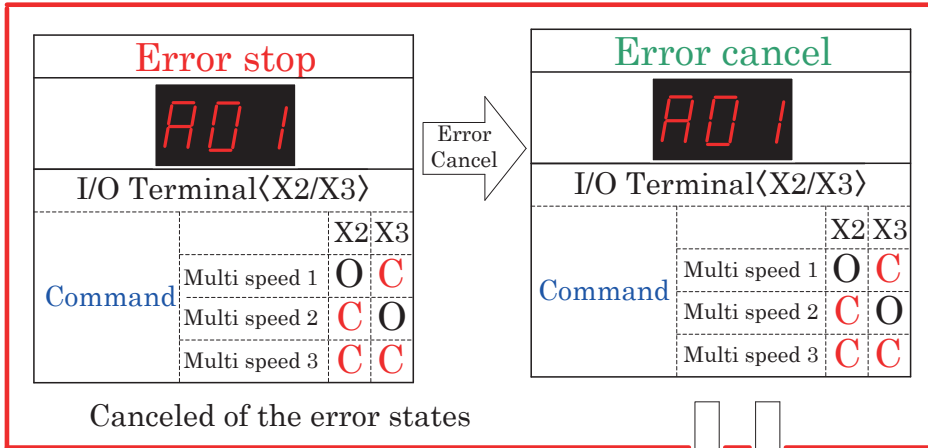 Error stop
A01
I/O Terminal〈X2/X3〉
X2 X3
Command
Multi speed 1 O C
Multi speed 2 C O
Multi speed 3 C C
Error
Cancel
Error cancel
A01
I/O Terminal〈X2/X3〉
X2 X3
Command
Multi speed 1 O C
Multi speed 2 C O
Multi speed 3 C C
Canceled of the error states